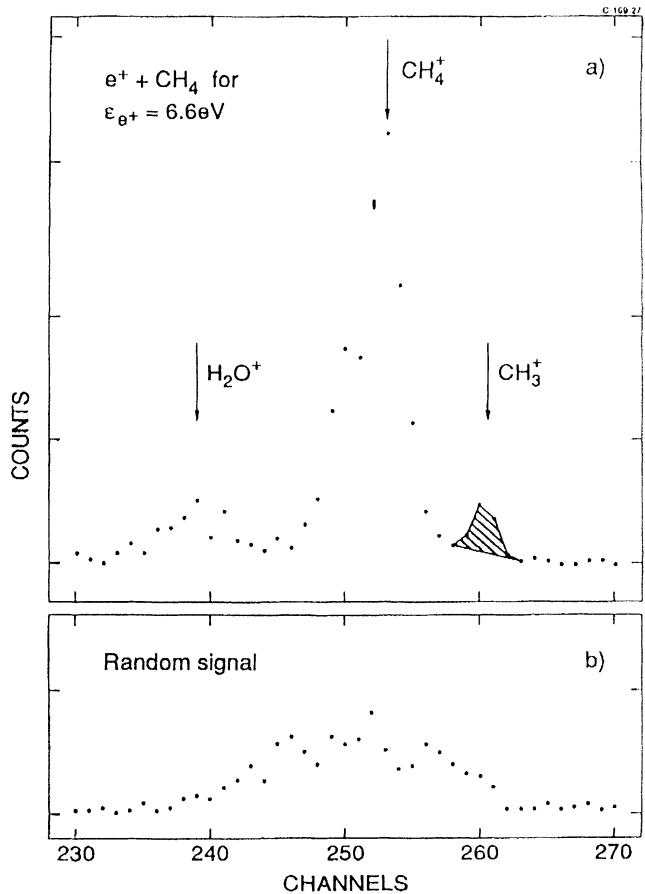 C 169 27
e⁺ + CH₄ for
εₑ⁺ = 6.6eV
a)
CH₄⁺
H₂O⁺
CH₃⁺
COUNTS
Random signal
b)
230 240 250 260 270
CHANNELS